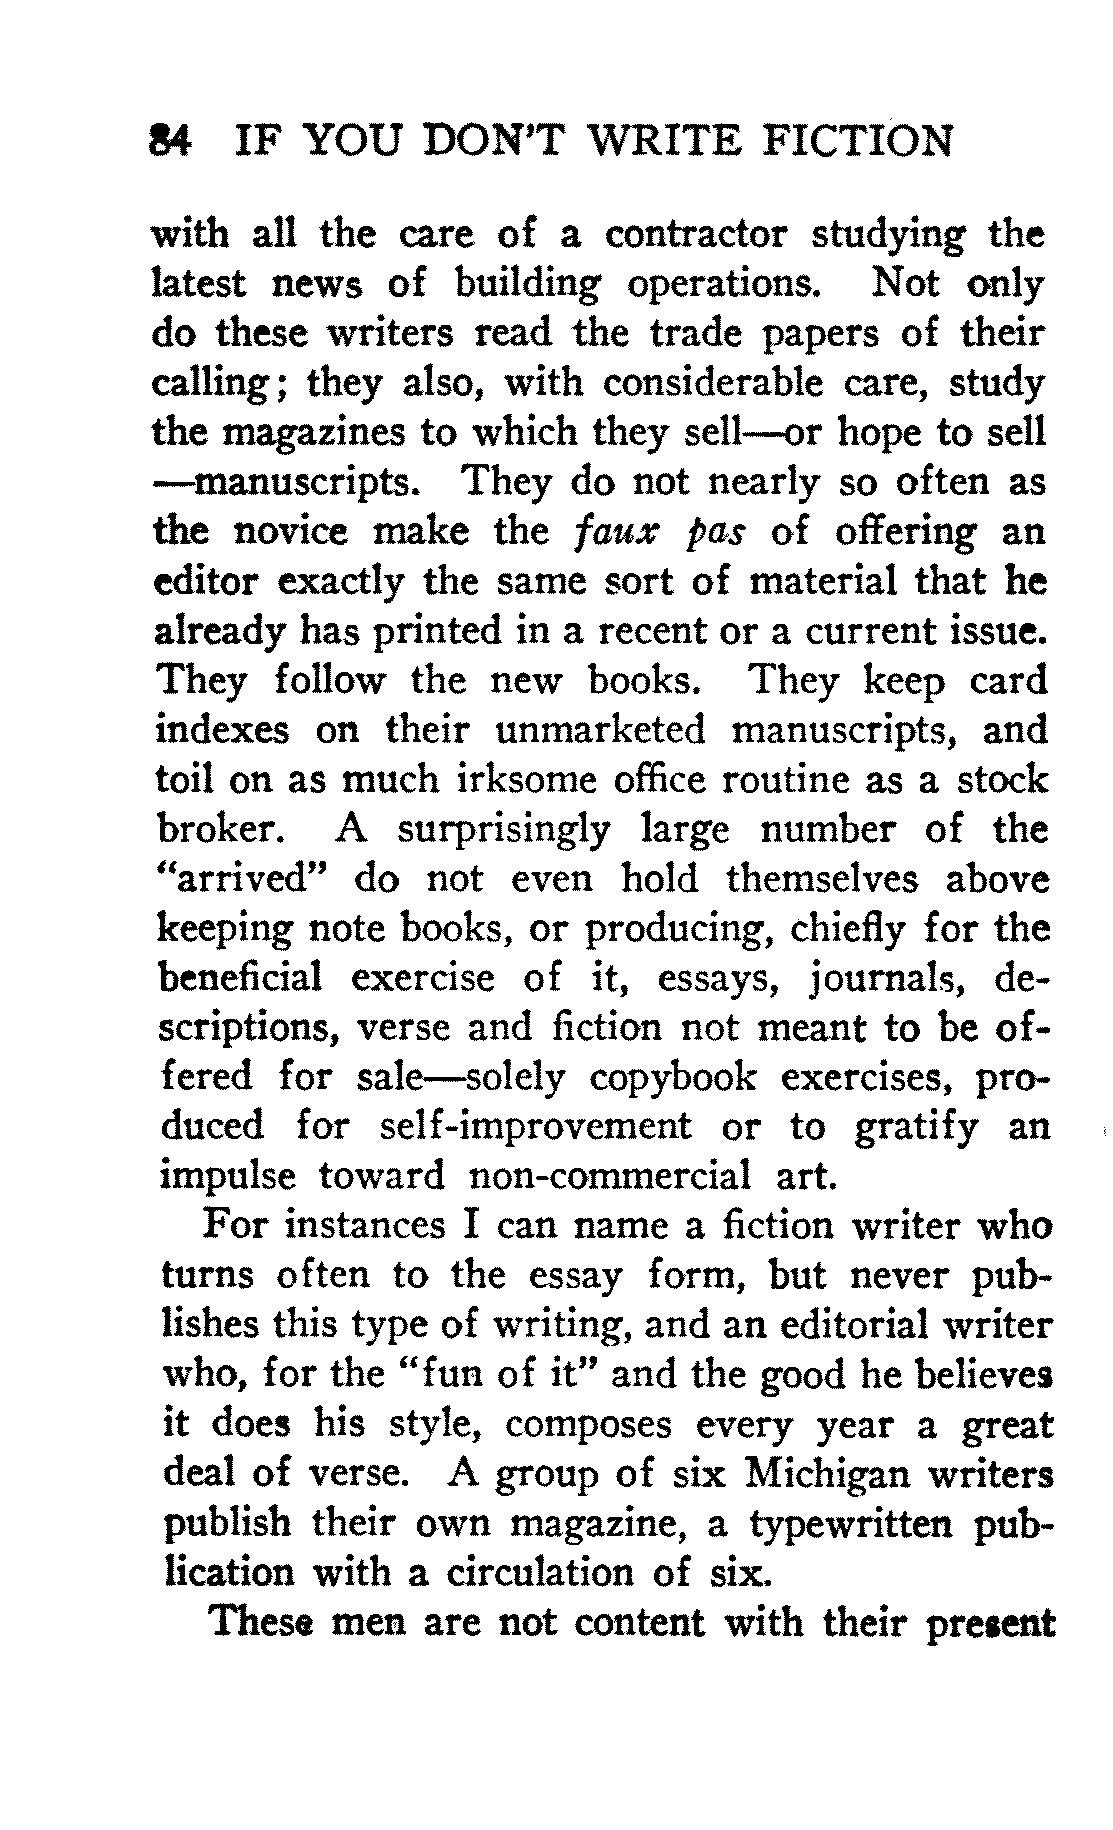 84 IF YOU DON'T WRITE FICTION
with all the care of a contractor studying the
latest news of building operations. Not only
do these writers read the trade papers of their
calling; they also, with considerable care, study
the magazines to which they sell—or hope to sell
—manuscripts. They do not nearly so often as
the novice make the faux pas of offering an
editor exactly the same sort of material that he
already has printed in a recent or a current issue.
They follow the new books. They keep card
indexes on their unmarketed manuscripts, and
toil on as much irksome office routine as a stock
broker. A surprisingly large number of the
“arrived” do not even hold themselves above
keeping note books, or producing, chiefly for the
beneficial exercise of it, essays, journals, de-
scriptions, verse and fiction not meant to be of-
fered for sale—solely copybook exercises, pro-
duced for self-improvement or to gratify an
impulse toward non-commercial art.
For instances I can name a fiction writer who
turns often to the essay form, but never pub-
lishes this type of writing, and an editorial writer
who, for the “fun of it” and the good he believes
it does his style, composes every year a great
deal of verse. A group of six Michigan writers
publish their own magazine, a typewritten pub-
lication with a circulation of six.
These men are not content with their present